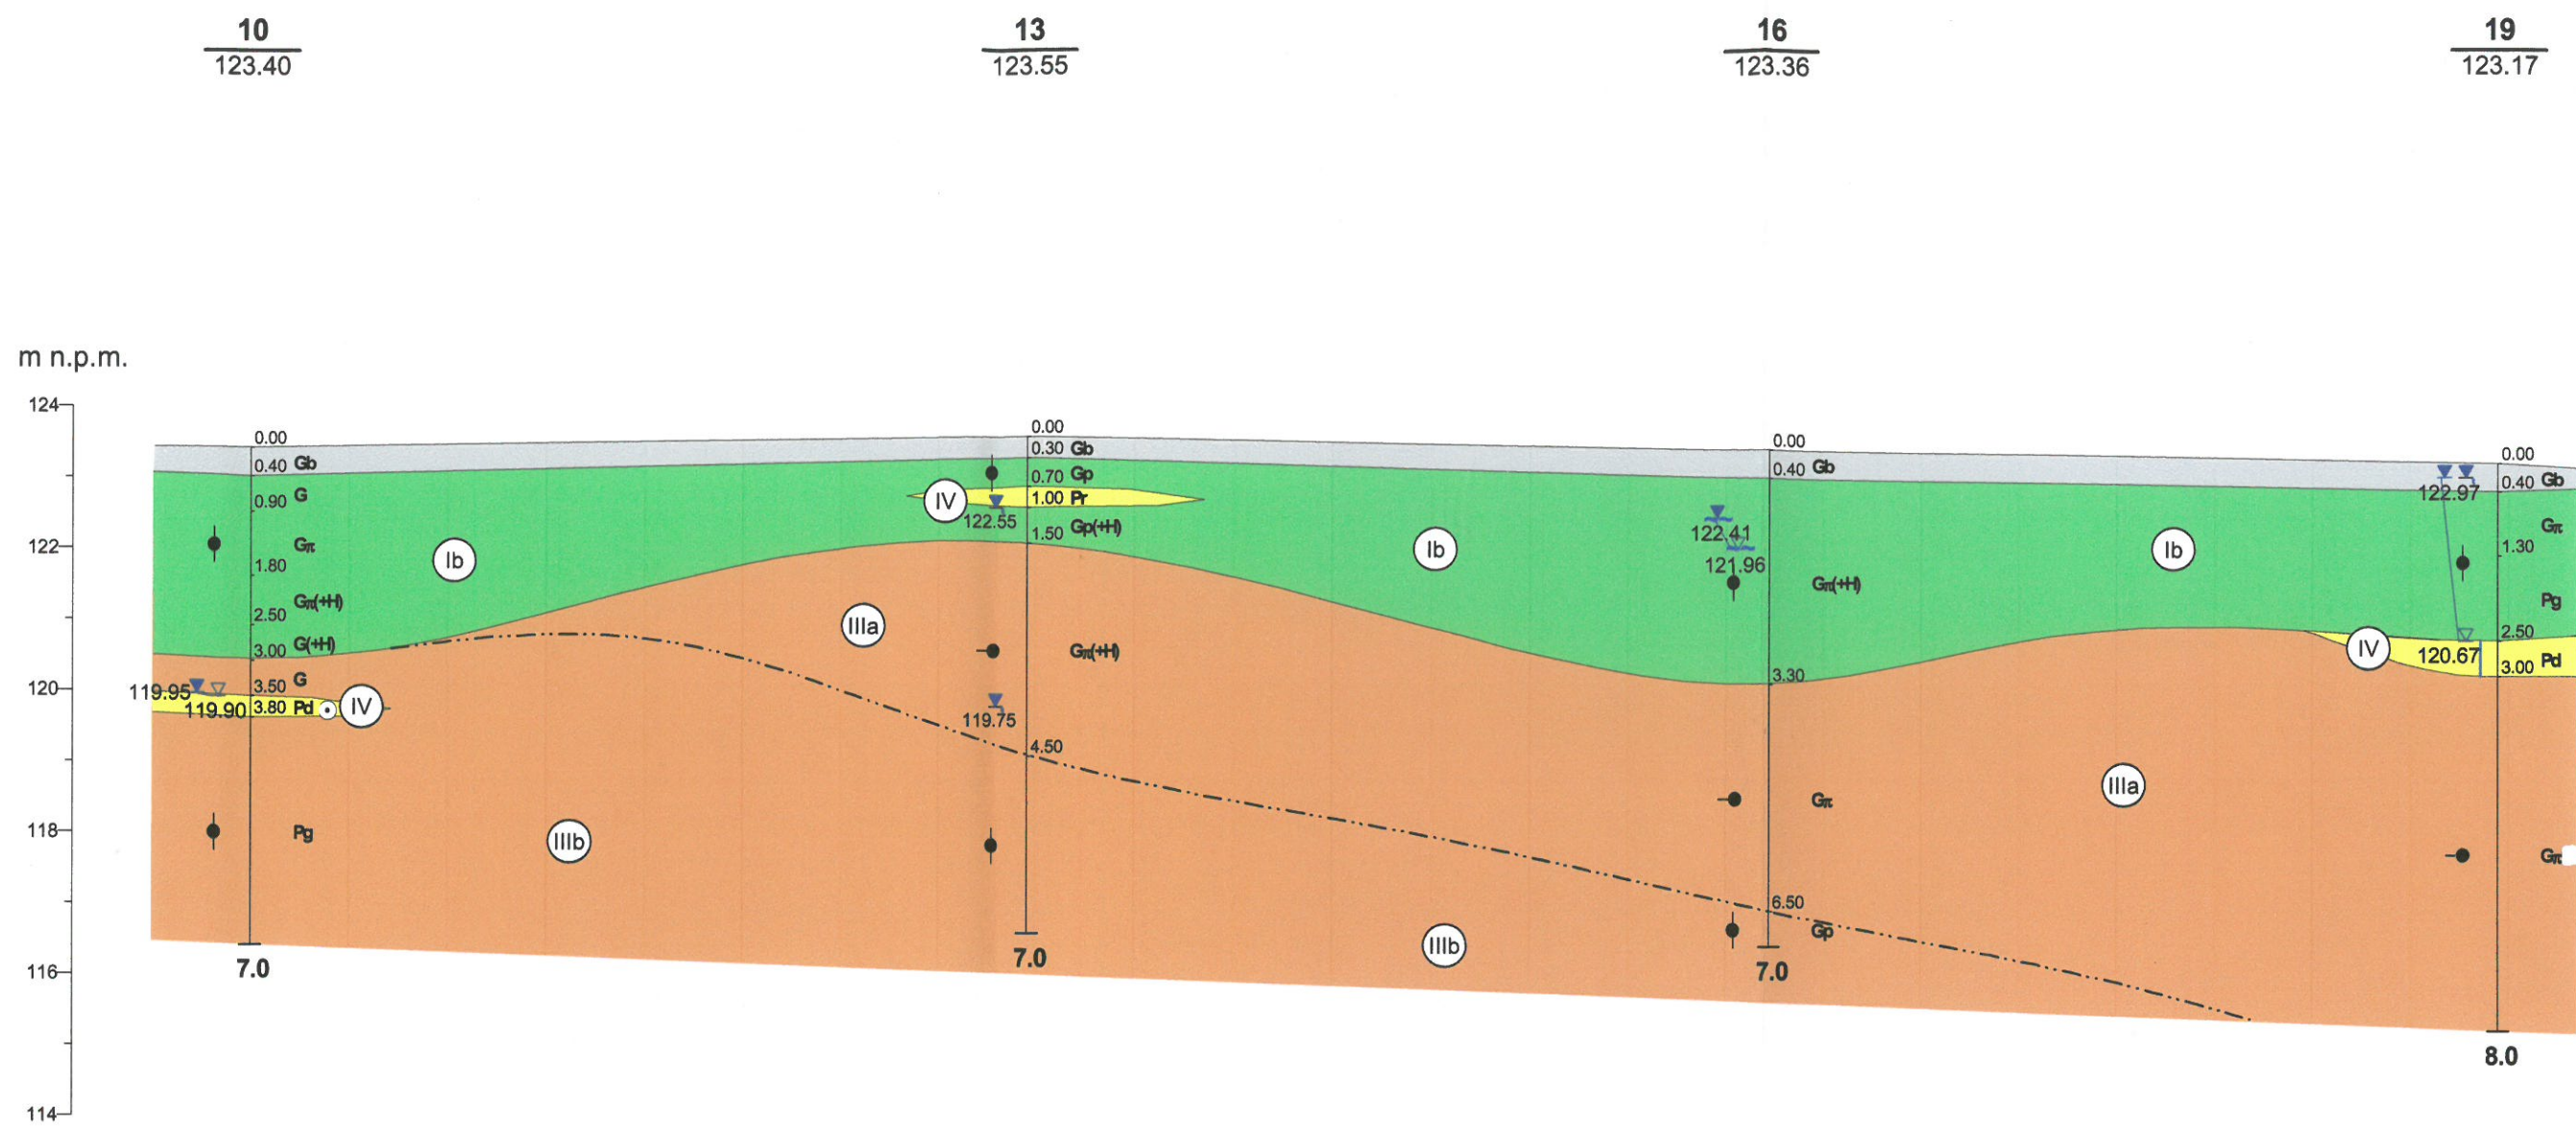 10
123.40
13
123.55
16
123.36
19
123.17
m n.p.m.
124
122
120
118
116
114
0.00
0.40 Gb
G
0.90
Gπ
1.80
Gπ(+H)
2.50
G(+H)
3.00
G
3.50
119.95
119.90
3.80 Pd
IV
Pg
7.0
Ib
IIIb
IIIa
0.00
0.30 Gb
0.70 Gp
IV
1.00 Pr
122.55
Gp(+H)
1.50
Gπ(+H)
119.75
4.50
7.0
Ib
IIIb
0.00
0.40 Gb
122.41
121.96
Gπ(+H)
3.30
Gπ
6.50
Gp
7.0
Ib
IIIa
0.00
0.40 Gb
122.97
Gπ
1.30
Pg
2.50
IV
120.67
3.00 Pd
Gπ
8.0